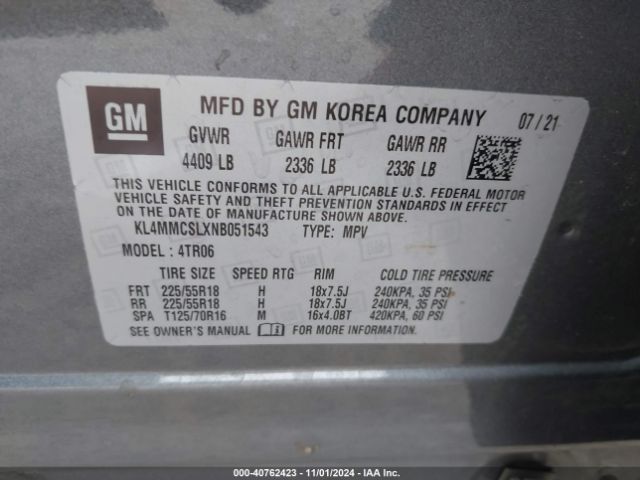 GM
MFD BY GM KOREA COMPANY 07 / 21
GVWR GAWR FRT GAWR RR
4409 LB 2336 LB 2336 LB
THIS VEHICLE CONFORMS TO ALL APPLICABLE U.S. FEDERAL MOTOR
VEHICLE SAFETY AND THEFT PREVENTION STANDARDS IN EFFECT
ON THE DATE OF MANUFACTURE SHOWN ABOVE.
KL4MMCSLXNB051543 TYPE: MPV
MODEL : 4TR06
TIRE SIZE SPEED RTG RIM COLD TIRE PRESSURE
FRT 225/55R18 H 18x7.5J 240KPA, 35 PSI
RR 225/55R18 H 18x7.5J 240KPA, 35 PSI
SPA T125/70R16 M 16x4.0BT 420KPA, 60 PSI
SEE OWNER'S MANUAL FOR MORE INFORMATION.
000-40762423 - 11/01/2024 - IAA Inc.